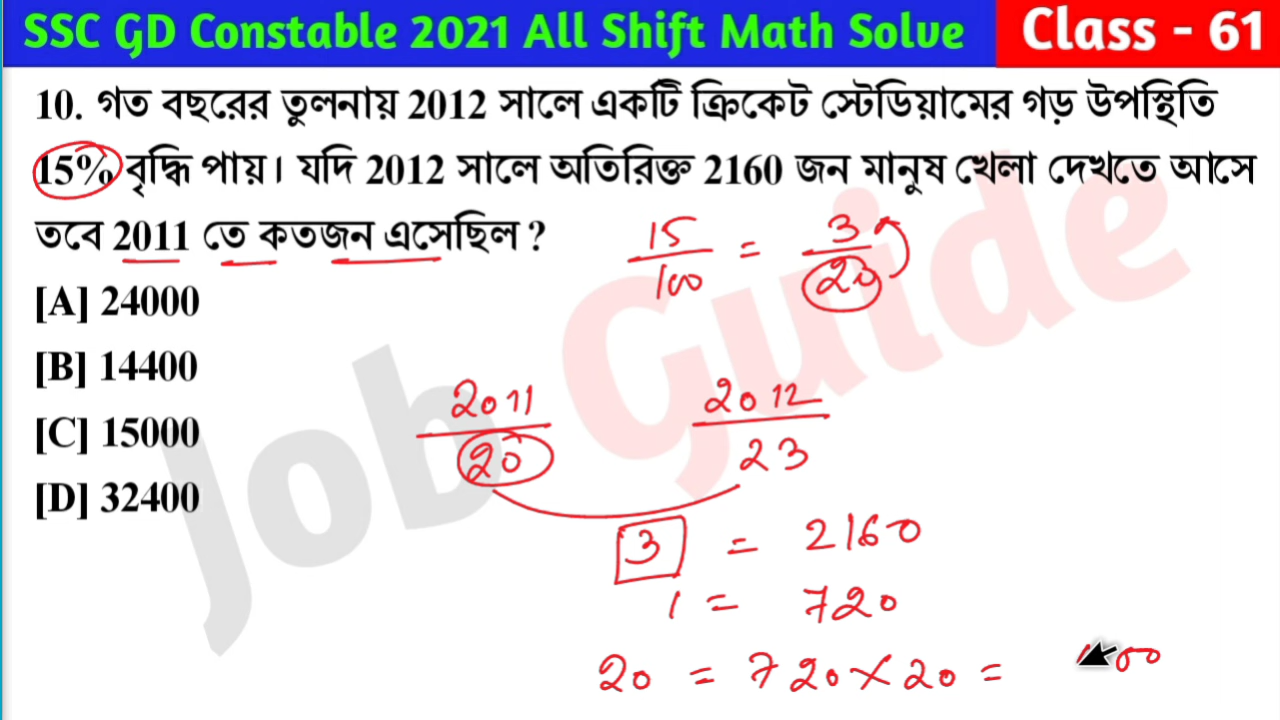 SSC GD Constable 2021 All Shift Math Solve
Class - 61
10. গত বছরের তুলনায় 2012 সালে একটি ক্রিকেট স্টেডিয়ামের গড় উপস্থিতি
15% বৃদ্ধি পায়। যদি 2012 সালে অতিরিক্ত 2160 জন মানুষ খেলা দেখতে আসে
তবে 2011 তে কতজন এসেছিল ?
15/100 = 3/20
[A] 24000
[B] 14400
[C] 15000
[D] 32400
2011 2012
20 23
3 = 2160
1 = 720
20 = 720 × 20 =
Job Guide